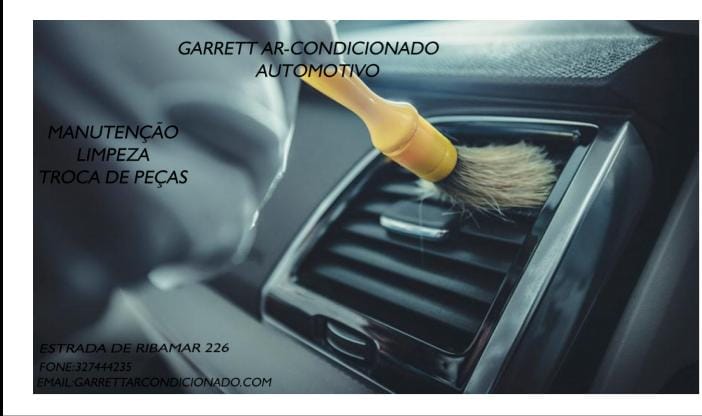 GARRETT AR-CONDICIONADO
AUTOMOTIVO
MANUTENÇÃO
LIMPEZA
TROCA DE PEÇAS
ESTRADA DE RIBAMAR 226
FONE:327444235
EMAIL:GARRETTARCONDICIONADO.COM